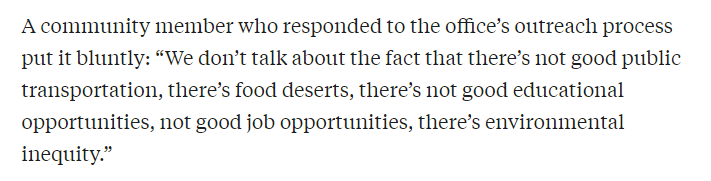 A community member who responded to the office’s outreach process
put it bluntly: “We don’t talk about the fact that there’s not good public
transportation, there’s food deserts, there’s not good educational
opportunities, not good job opportunities, there’s environmental
inequity.”